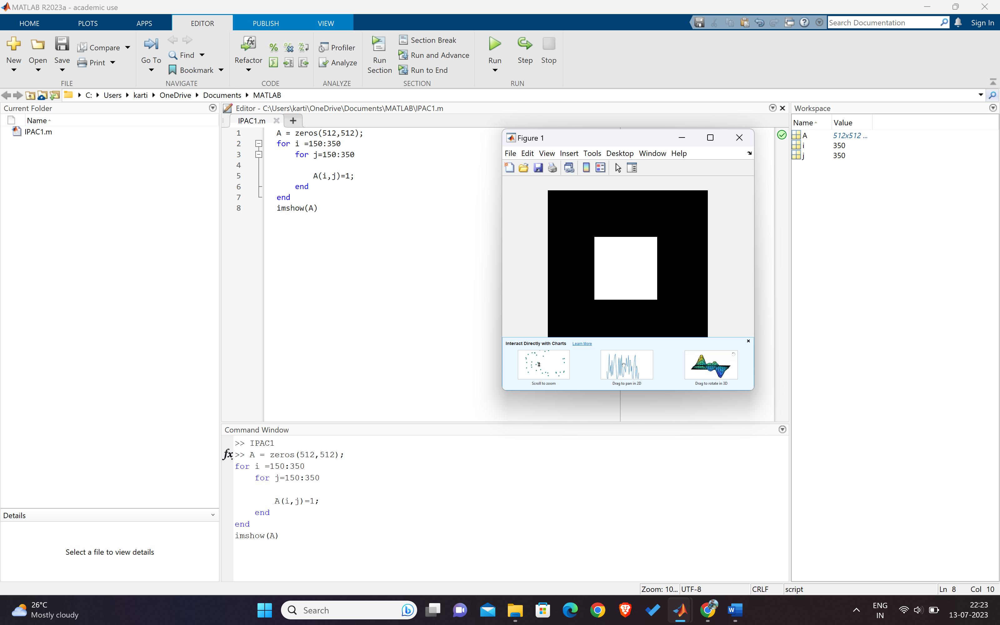 MATLAB R2023a - academic use
HOME PLOTS APPS EDITOR PUBLISH VIEW Search Documentation Sign In
New Open Save Compare Print
FILE
Go To Find Bookmark
NAVIGATE
Refactor
CODE
Profiler
Analyze
ANALYZE
Run Section
Section Break
Run and Advance
Run to End
SECTION
Run Step Stop
RUN
C: Users karti OneDrive Documents MATLAB
Current Folder
Name
IPAC1.m
Details
Select a file to view details
Editor - C:\Users\karti\OneDrive\Documents\MATLAB\IPAC1.m
IPAC1.m
1 A = zeros(512,512);
2 for i =150:350
3 for j=150:350
4
5 A(i,j)=1;
6 end
7 end
8 imshow(A)
Figure 1
File Edit View Insert Tools Desktop Window Help
Interact Directly with Charts Learn More
Scroll to zoom Drag to pan in 2D Drag to rotate in 3D
Command Window
>> IPAC1
fx >> A = zeros(512,512);
for i =150:350
for j=150:350
A(i,j)=1;
end
end
imshow(A)
Workspace
Name Value
A 512x512 ...
i 350
j 350
Zoom: 10... UTF-8 CRLF script Ln 8 Col 10
26°C
Mostly cloudy
Search
ENG
IN
22:23
13-07-2023